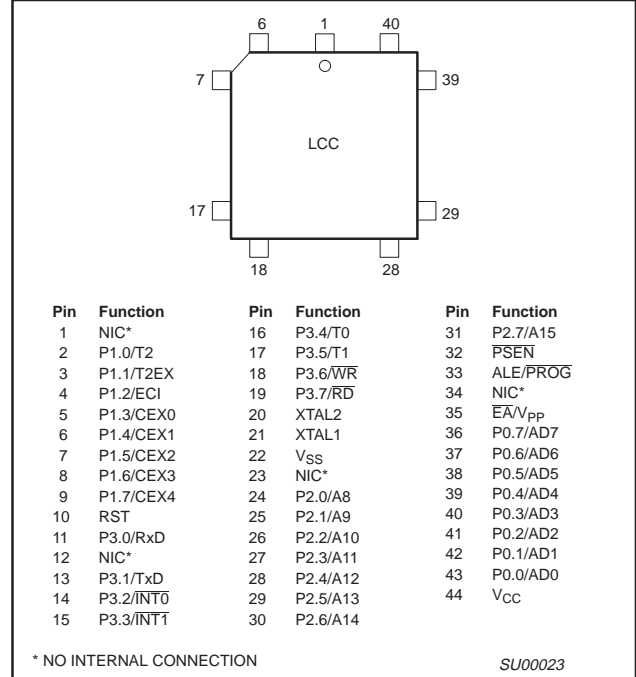 6 1 40
7 39
LCC
17 29
18 28
Pin Function Pin Function Pin Function
1 NIC* 16 P3.4/T0 31 P2.7/A15
2 P1.0/T2 17 P3.5/T1 32 P̅S̅E̅N̅
3 P1.1/T2EX 18 P3.6/W̅R̅ 33 ALE/P̅R̅O̅G̅
4 P1.2/ECI 19 P3.7/R̅D̅ 34 NIC*
5 P1.3/CEX0 20 XTAL2 35 E̅A̅/VPP
6 P1.4/CEX1 21 XTAL1 36 P0.7/AD7
7 P1.5/CEX2 22 VSS 37 P0.6/AD6
8 P1.6/CEX3 23 NIC* 38 P0.5/AD5
9 P1.7/CEX4 24 P2.0/A8 39 P0.4/AD4
10 RST 25 P2.1/A9 40 P0.3/AD3
11 P3.0/RxD 26 P2.2/A10 41 P0.2/AD2
12 NIC* 27 P2.3/A11 42 P0.1/AD1
13 P3.1/TxD 28 P2.4/A12 43 P0.0/AD0
14 P3.2/I̅N̅T̅0̅ 29 P2.5/A13 44 VCC
15 P3.3/I̅N̅T̅1̅ 30 P2.6/A14
* NO INTERNAL CONNECTION
SU00023